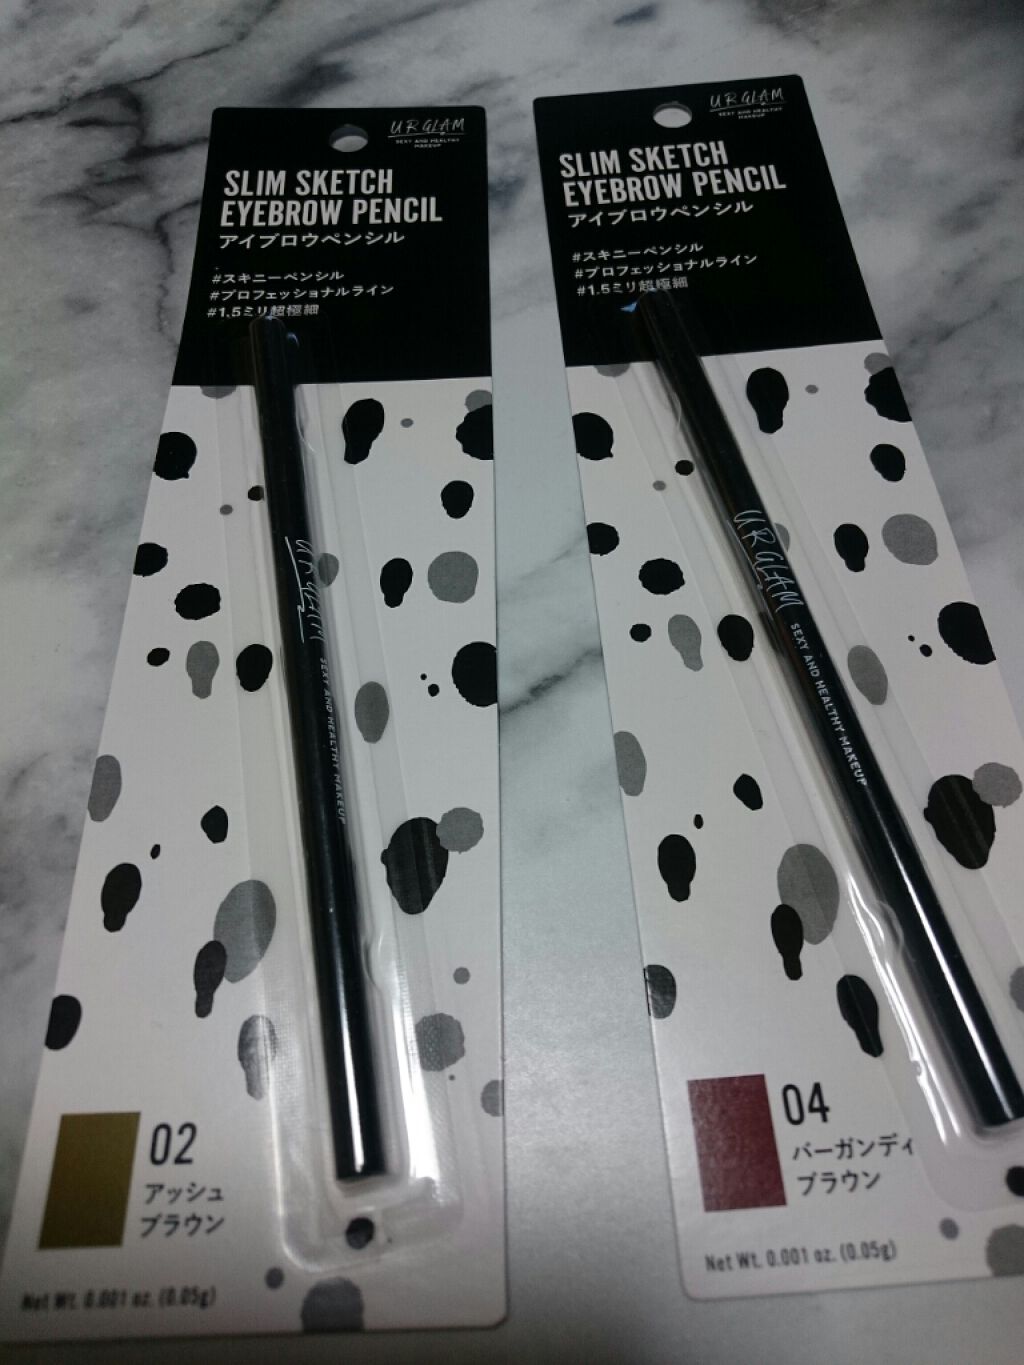 UR GLAM
SEXY AND HEALTHY
MAKEUP
SLIM SKETCH
EYEBROW PENCIL
アイブロウペンシル
#スキニーペンシル
#プロフェッショナルライン
#1.5ミリ超極細
UR GLAM
SEXY AND HEALTHY MAKEUP
02
アッシュ
ブラウン
Net Wt. 0.001 oz. (0.05g)
UR GLAM
SEXY AND HEALTHY
MAKEUP
SLIM SKETCH
EYEBROW PENCIL
アイブロウペンシル
#スキニーペンシル
#プロフェッショナルライン
#1.5ミリ超極細
UR GLAM
SEXY AND HEALTHY MAKEUP
04
バーガンディ
ブラウン
Net Wt. 0.001 oz. (0.05g)